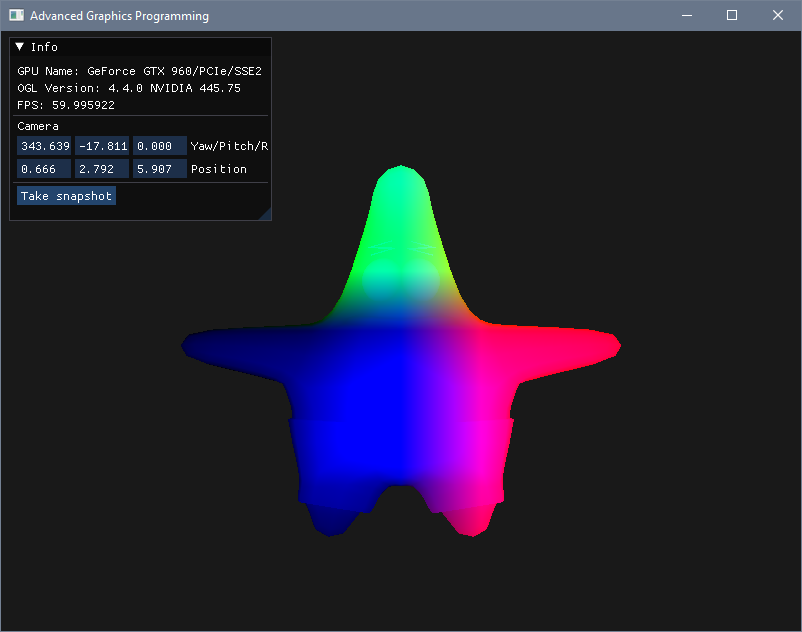 Advanced Graphics Programming
Info
GPU Name: GeForce GTX 960/PCIe/SSE2
OGL Version: 4.4.0 NVIDIA 445.75
FPS: 59.995922
Camera
343.639 -17.811 0.000 Yaw/Pitch/R
0.666 2.792 5.907 Position
Take snapshot